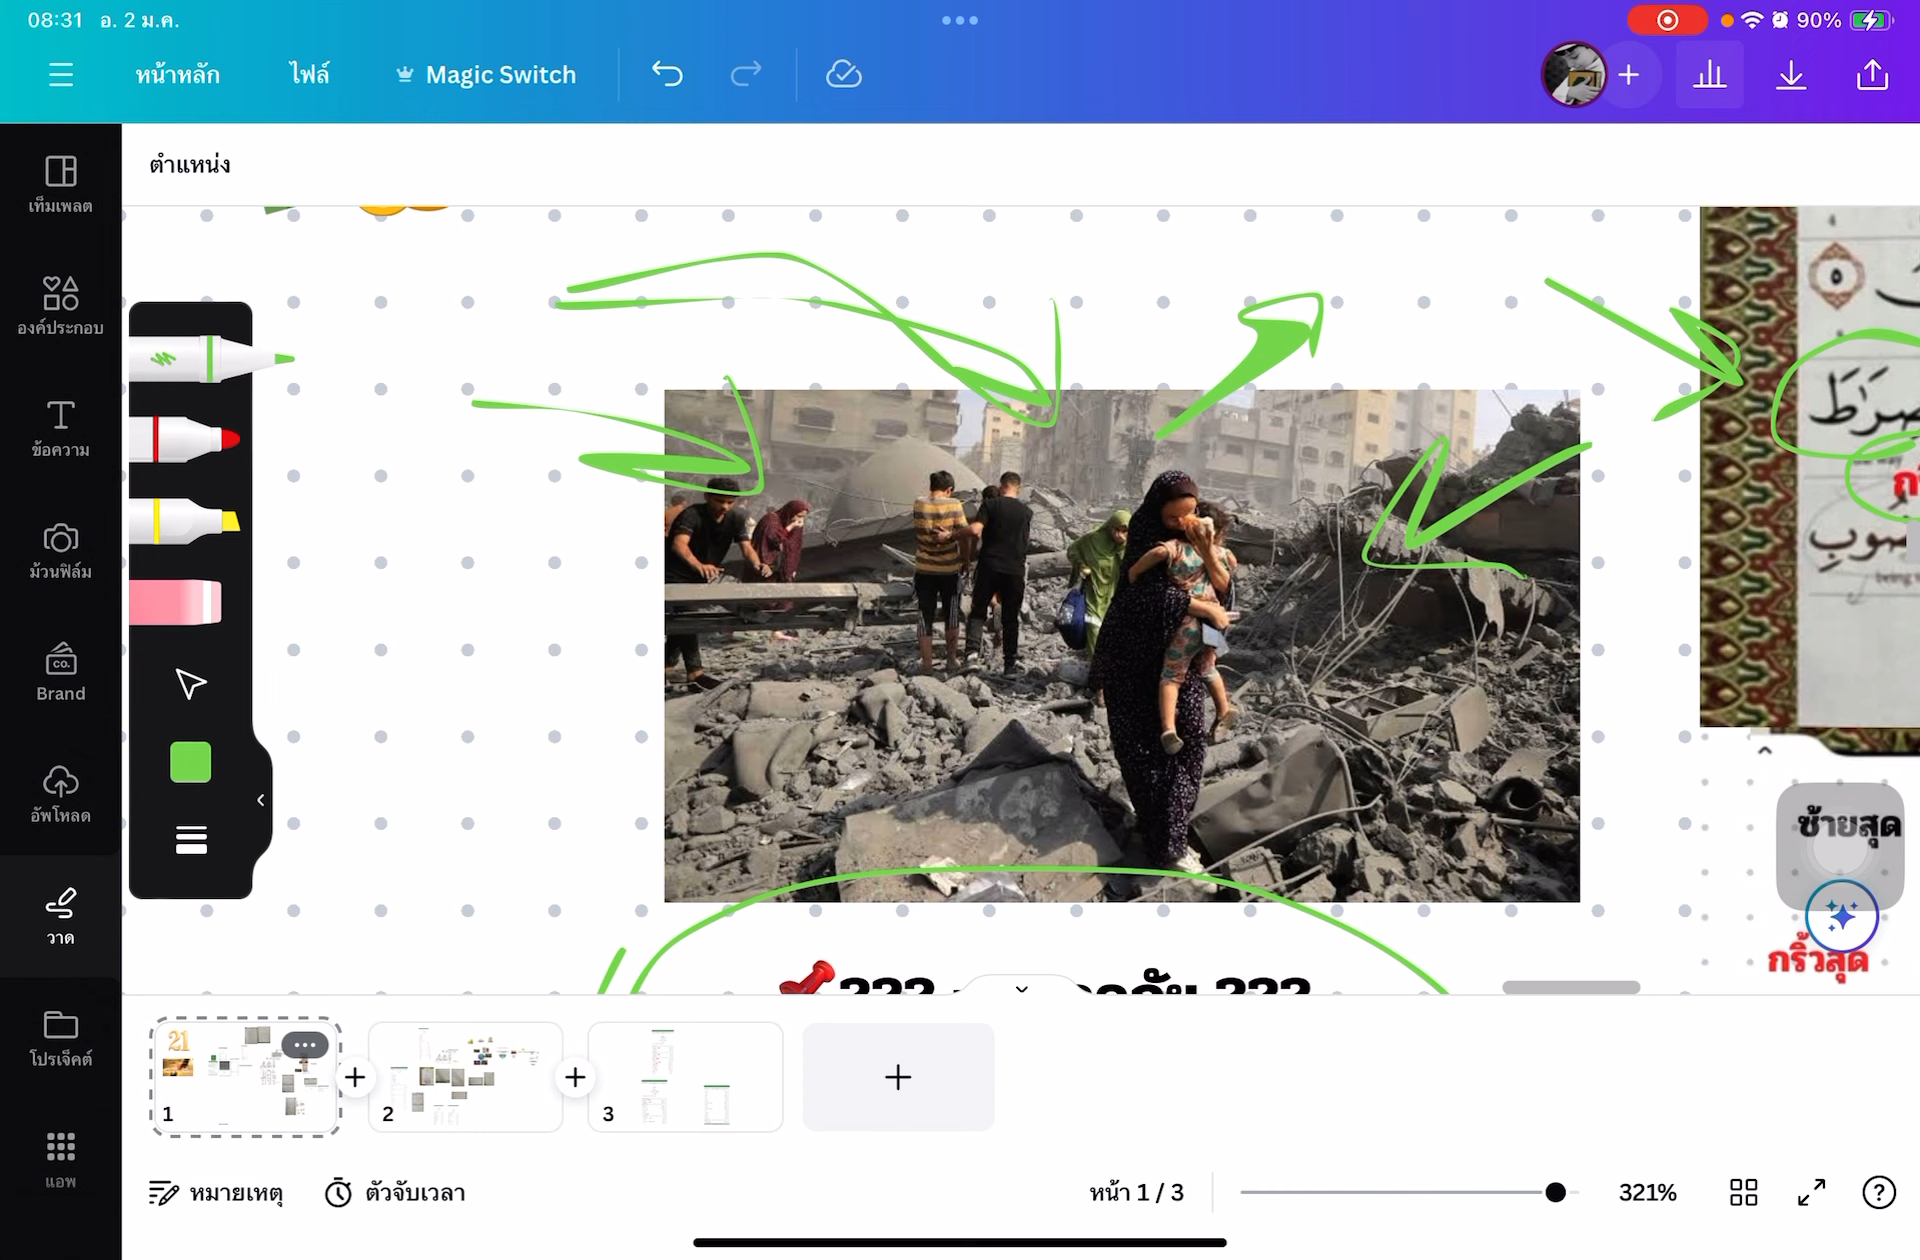 08:31 อ. 2 ม.ค.
90%
หน้าหลัก ไฟล์ Magic Switch
ตำแหน่ง
เท็มเพลต
องค์ประกอบ
ข้อความ
ม้วนฟิล์ม
CO.
Brand
อัพโหลด
วาด
โปรเจ็คต์
แอพ
٥
صِرَٰطَ
ซ้ายสุด
กริ้วสุด
21
1
2
3
หมายเหตุ ตัวจับเวลา
หน้า 1 / 3
321%